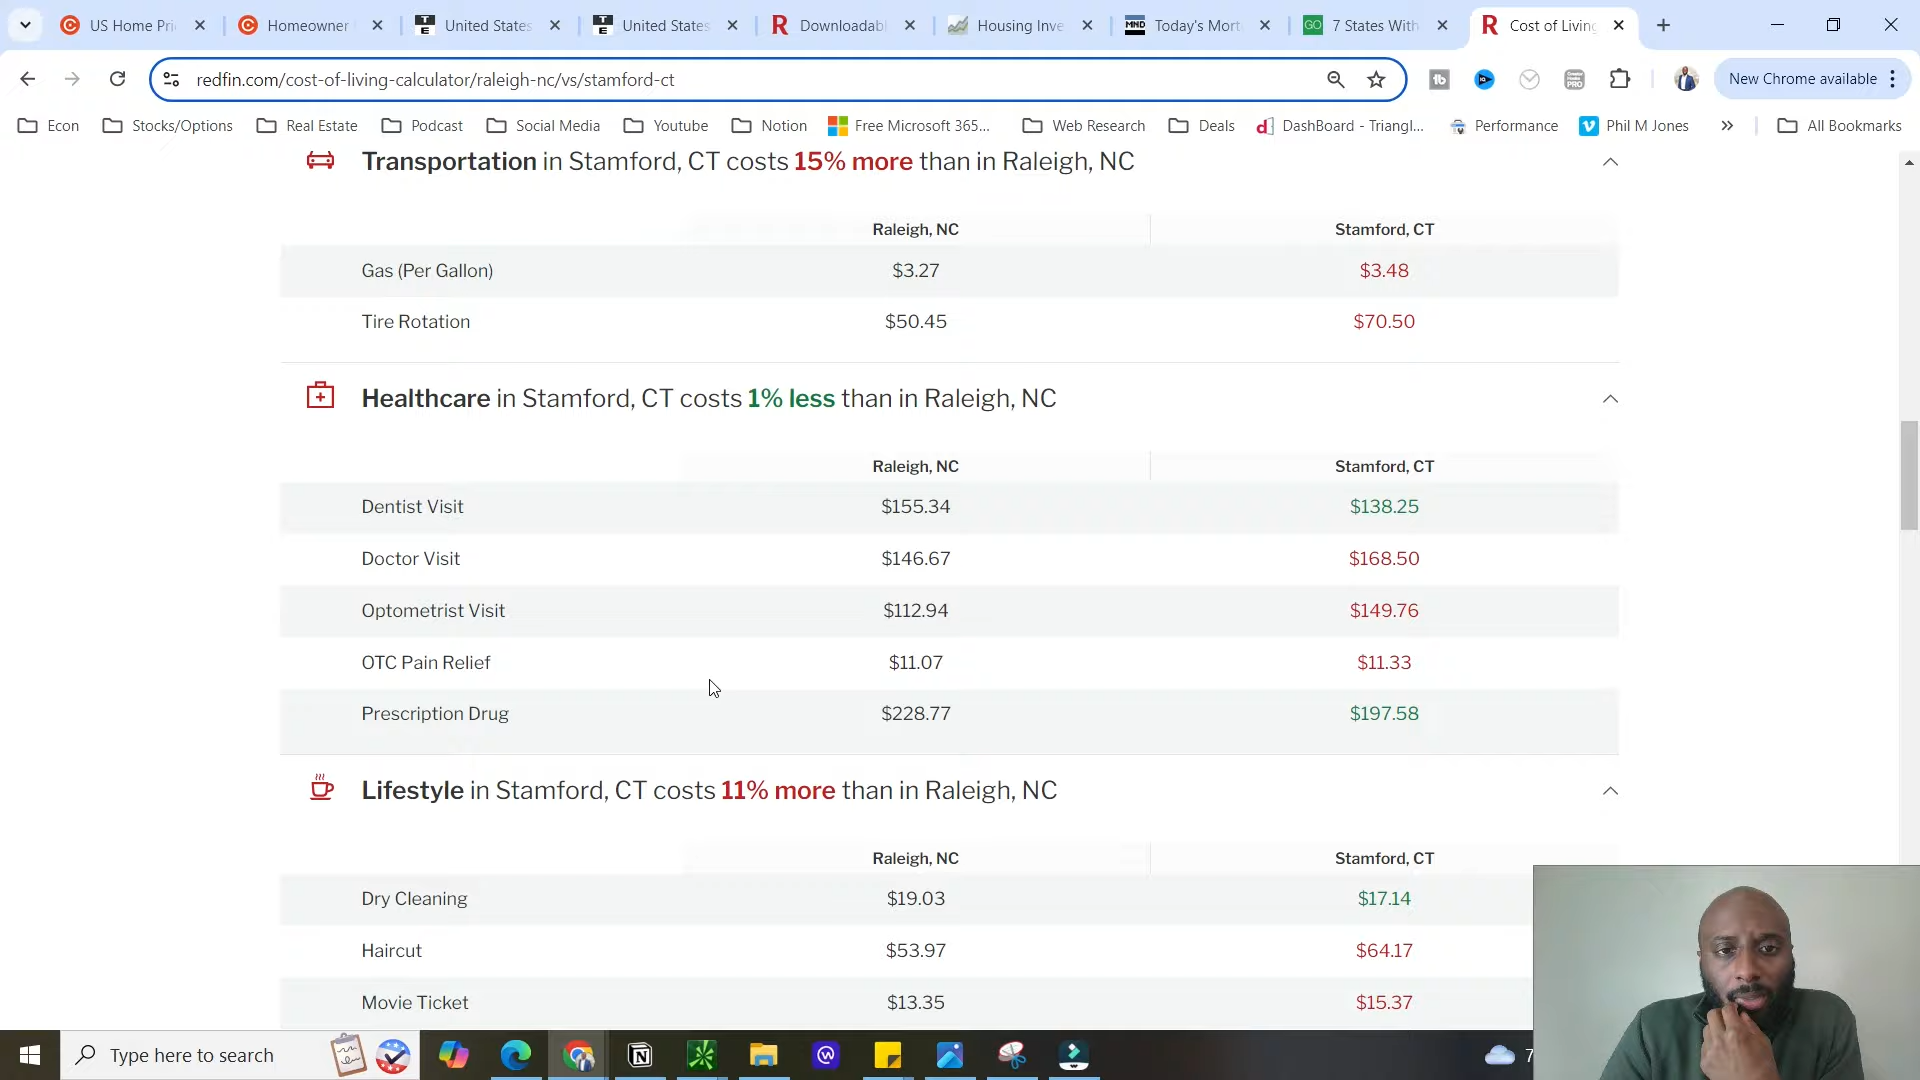 US Home Pri
Homeowner
United States
United States
Downloadab
Housing Inve
Today's Mort
7 States With
Cost of Living
redfin.com/cost-of-living-calculator/raleigh-nc/vs/stamford-ct
New Chrome available
Econ
Stocks/Options
Real Estate
Podcast
Social Media
Youtube
Notion
Free Microsoft 365...
Web Research
Deals
DashBoard - Triangl...
Performance
Phil M Jones
All Bookmarks
Transportation in Stamford, CT costs 15% more than in Raleigh, NC
Raleigh, NC Stamford, CT
Gas (Per Gallon) $3.27 $3.48
Tire Rotation $50.45 $70.50
Healthcare in Stamford, CT costs 1% less than in Raleigh, NC
Raleigh, NC Stamford, CT
Dentist Visit $155.34 $138.25
Doctor Visit $146.67 $168.50
Optometrist Visit $112.94 $149.76
OTC Pain Relief $11.07 $11.33
Prescription Drug $228.77 $197.58
Lifestyle in Stamford, CT costs 11% more than in Raleigh, NC
Raleigh, NC Stamford, CT
Dry Cleaning $19.03 $17.14
Haircut $53.97 $64.17
Movie Ticket $13.35 $15.37
Type here to search
7